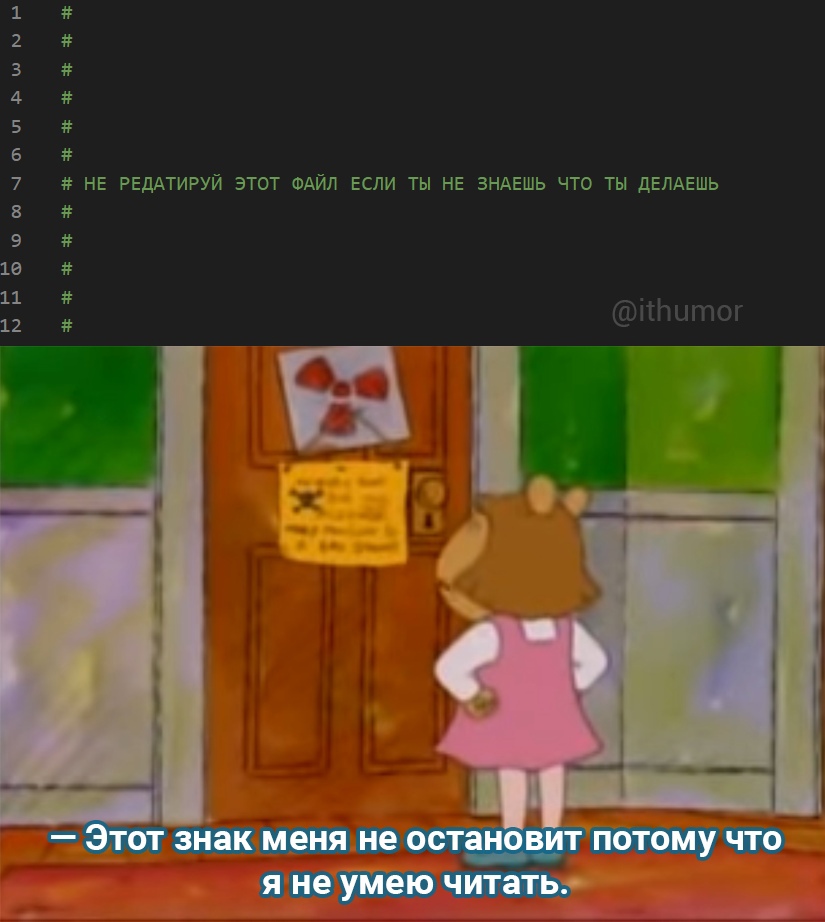 1 #
2 #
3 #
4 #
5 #
6 #
7 # НЕ РЕДАТИРУЙ ЭТОТ ФАЙЛ ЕСЛИ ТЫ НЕ ЗНАЕШЬ ЧТО ТЫ ДЕЛАЕШЬ
8 #
9 #
10 #
11 #
12 #
@ithumor
— Этот знак меня не остановит потому что
я не умею читать.